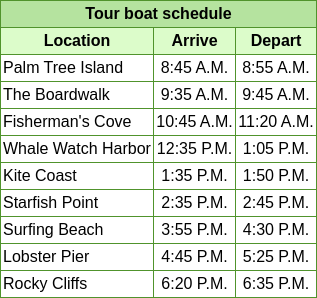 Tour boat schedule
Location Arrive Depart
Palm Tree Island 8:45 A.M. 8:55 A.M.
The Boardwalk 9:35 A.M. 9:45 A.M.
Fisherman's Cove 10:45 A.M. 11:20 A.M.
Whale Watch Harbor 12:35 P.M. 1:05 P.M.
Kite Coast 1:35 P.M. 1:50 P.M.
Starfish Point 2:35 P.M. 2:45 P.M.
Surfing Beach 3:55 P.M. 4:30 P.M.
Lobster Pier 4:45 P.M. 5:25 P.M.
Rocky Cliffs 6:20 P.M. 6:35 P.M.